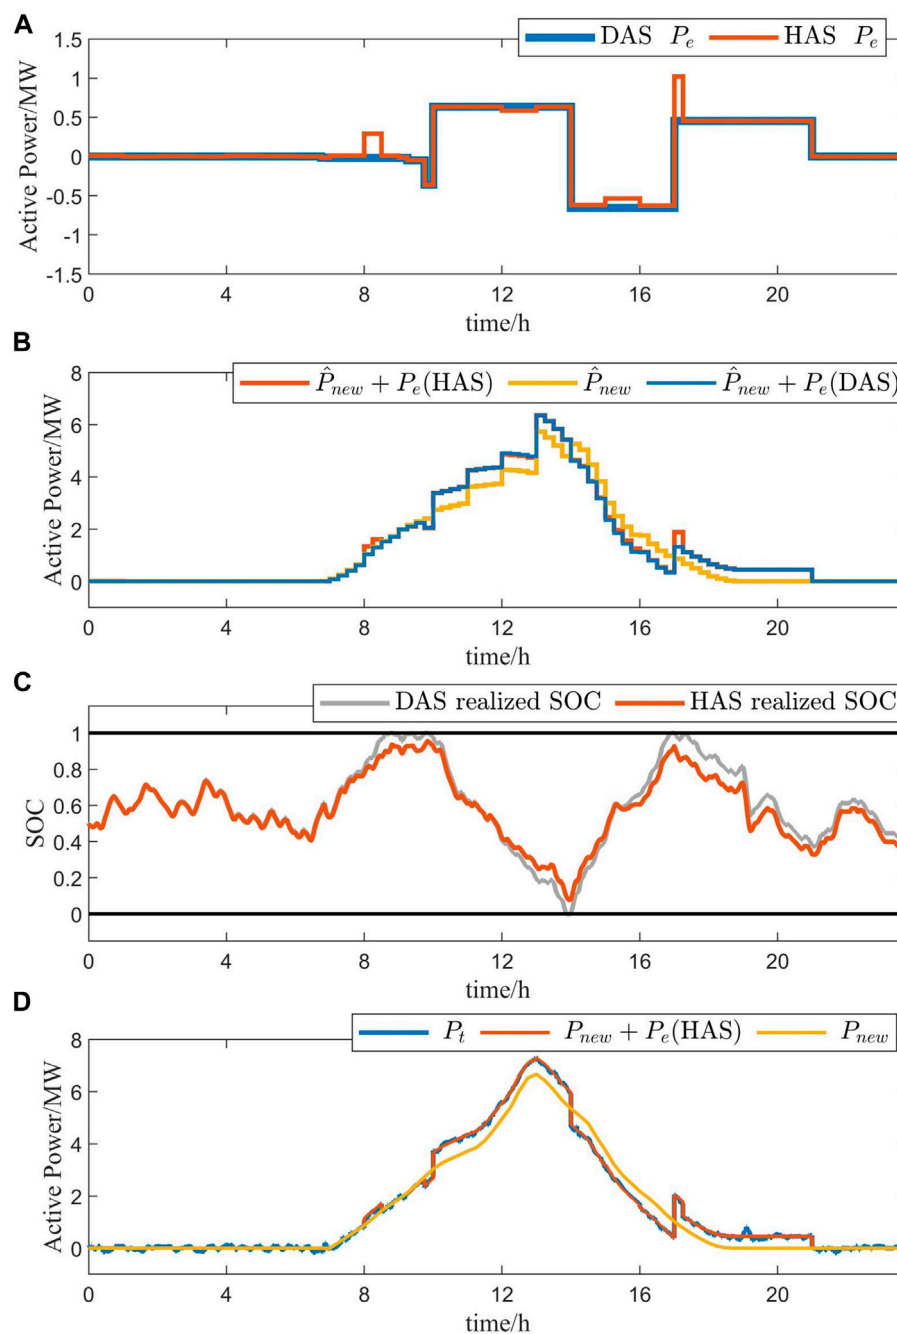 A
DAS P_e HAS P_e
Active Power/MW
1.5
1
0.5
0
-0.5
-1
-1.5
0 4 8 12 16 20
time/h
B
P̂_new + P_e(HAS) P̂_new P̂_new + P_e(DAS)
Active Power/MW
8
6
4
2
0
0 4 8 12 16 20
time/h
C
DAS realized SOC HAS realized SOC
SOC
1
0.8
0.6
0.4
0.2
0
0 4 8 12 16 20
time/h
D
P_t P_new + P_e(HAS) P_new
Active Power/MW
8
6
4
2
0
0 4 8 12 16 20
time/h